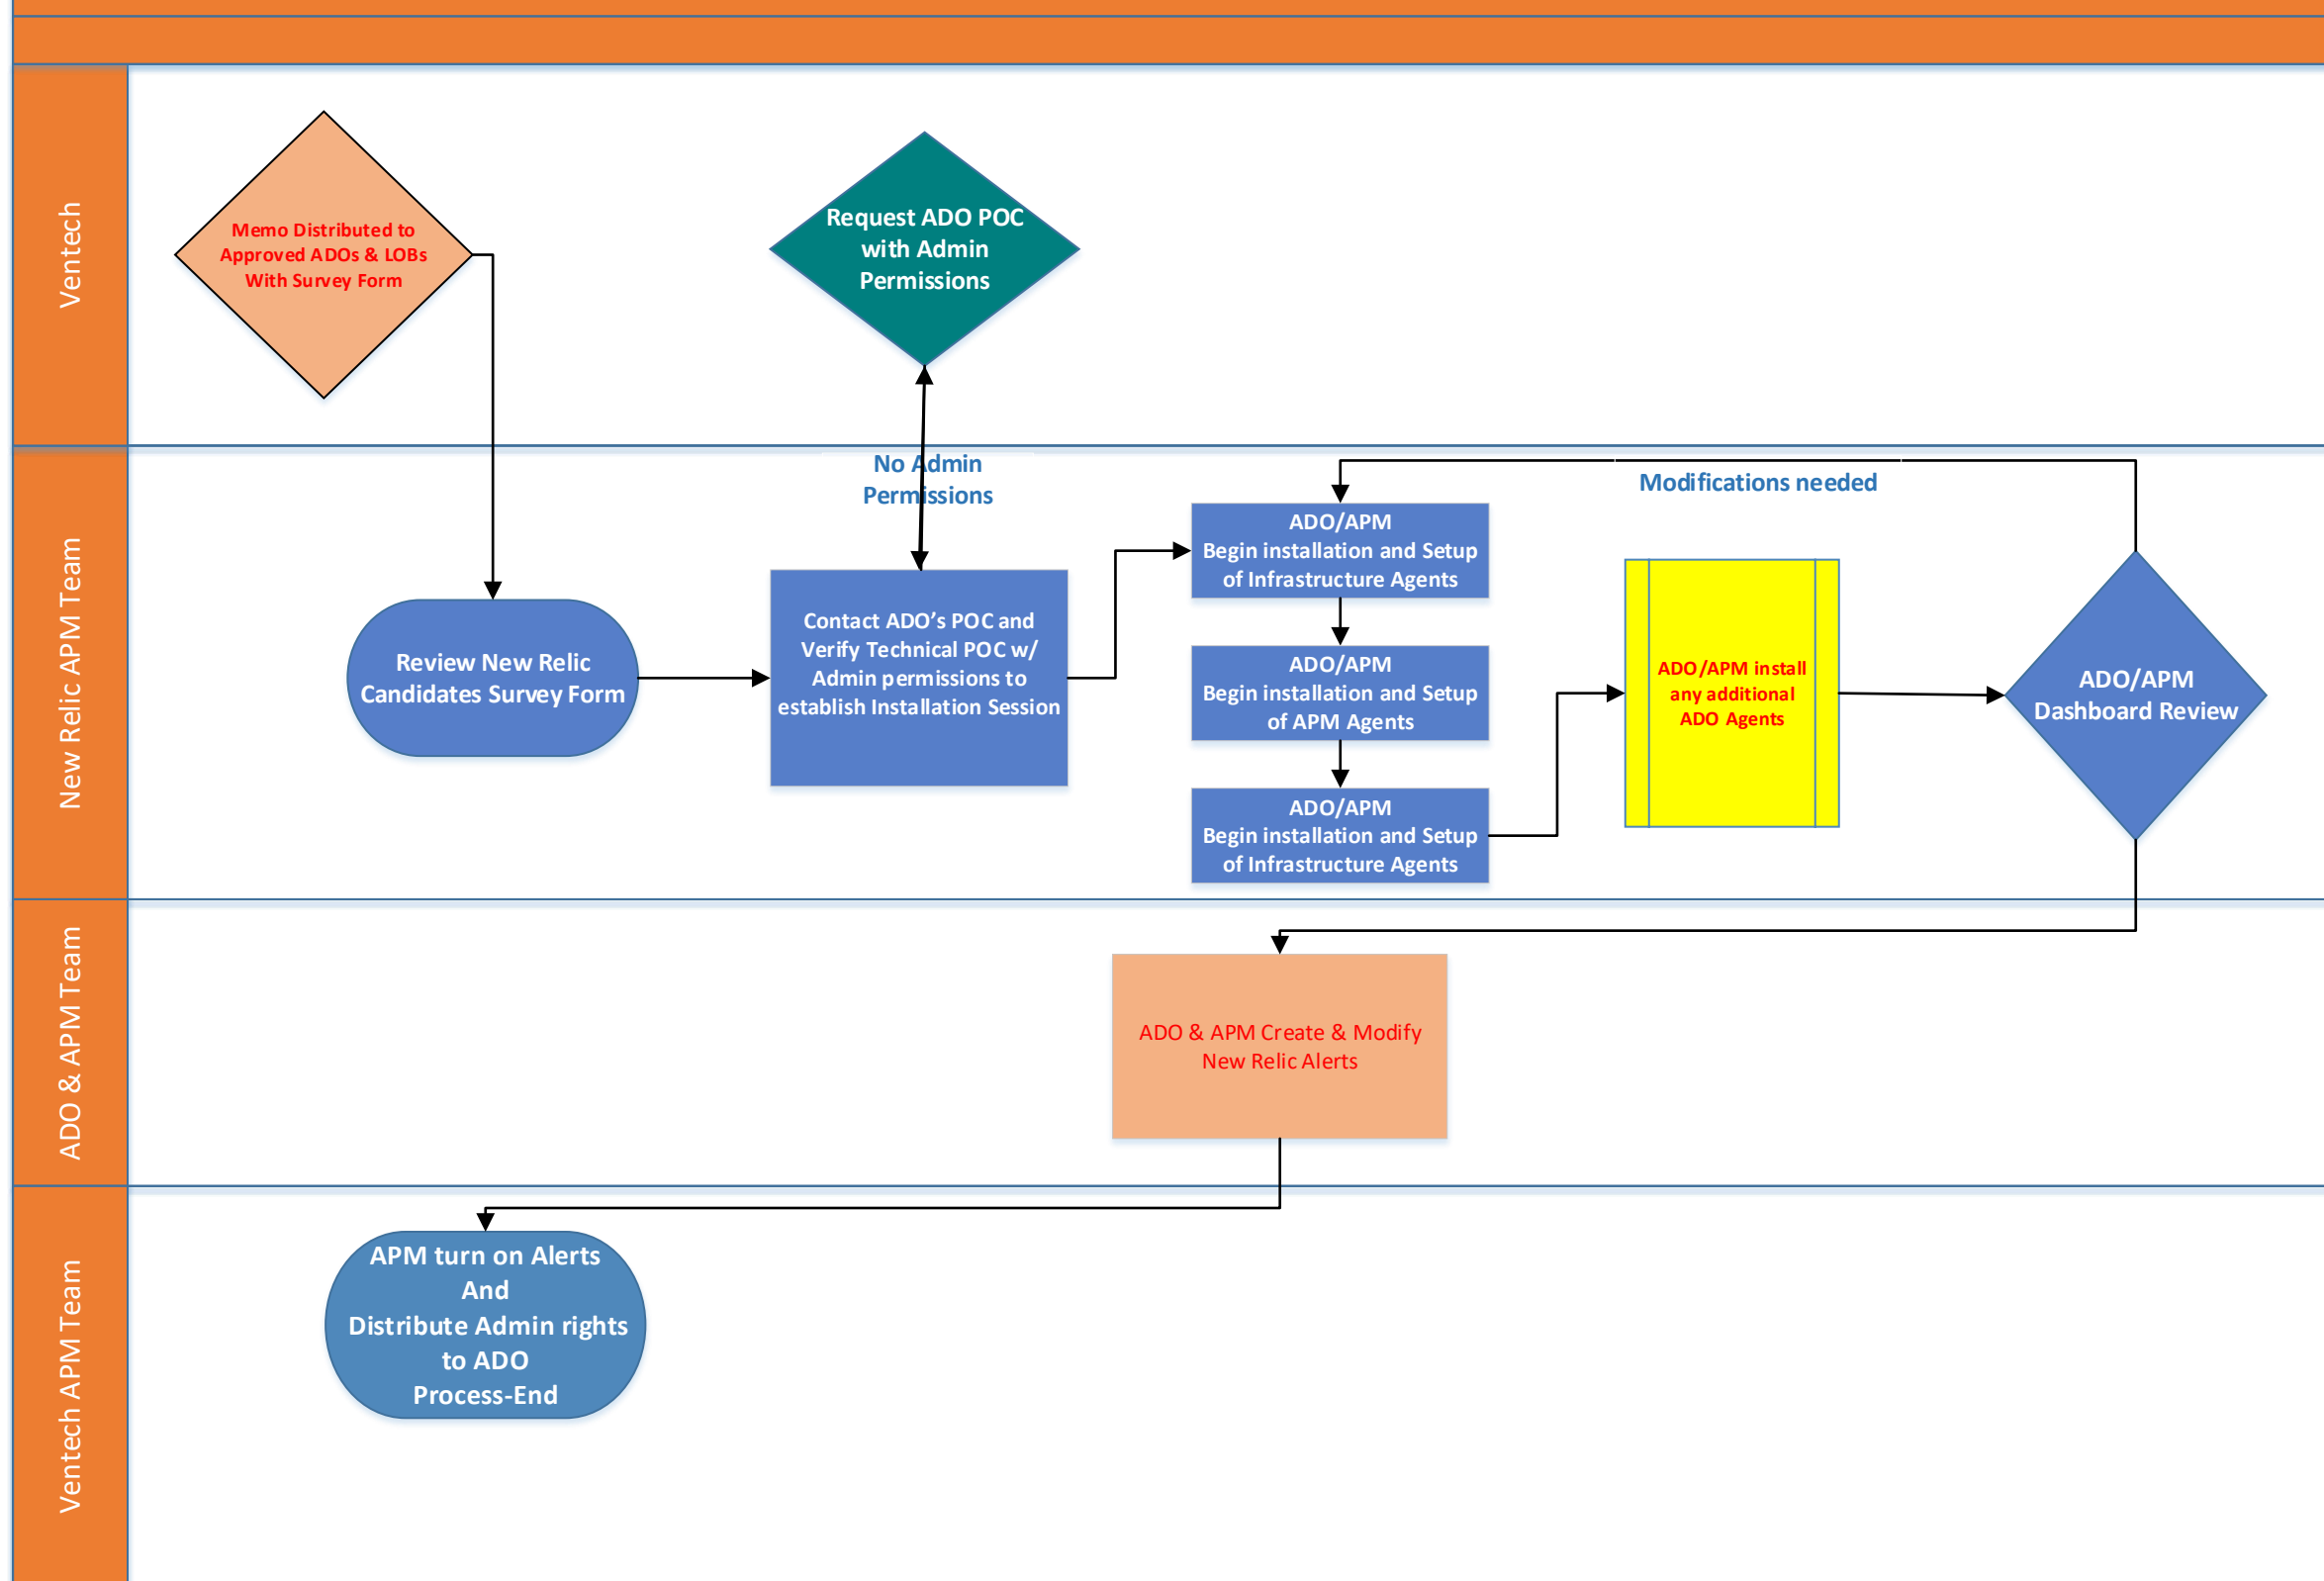 Ventech
Memo Distributed to
Approved ADOs & LOBs
With Survey Form
Request ADO POC
with Admin
Permissions
New Relic APM Team
No Admin
Permissions
Modifications needed
Review New Relic
Candidates Survey Form
Contact ADO’s POC and
Verify Technical POC w/
Admin permissions to
establish Installation Session
ADO/APM
Begin installation and Setup
of Infrastructure Agents
ADO/APM
Begin installation and Setup
of APM Agents
ADO/APM
Begin installation and Setup
of Infrastructure Agents
ADO/APM install
any additional
ADO Agents
ADO/APM
Dashboard Review
ADO & APM Team
ADO & APM Create & Modify
New Relic Alerts
Ventech APM Team
APM turn on Alerts
And
Distribute Admin rights
to ADO
Process-End